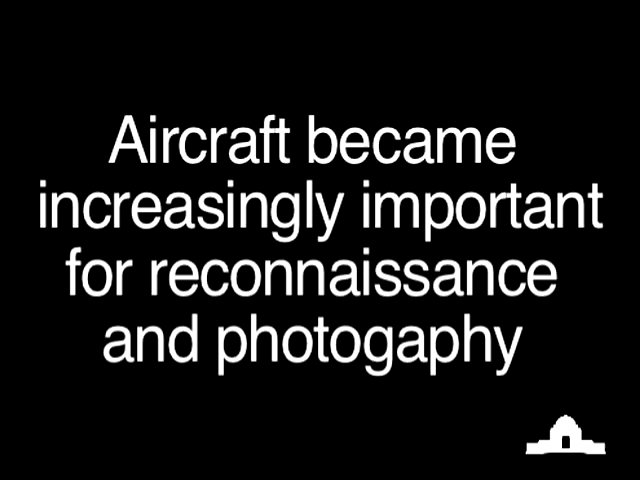 Aircraft became
increasingly important
for reconnaissance
and photogaphy